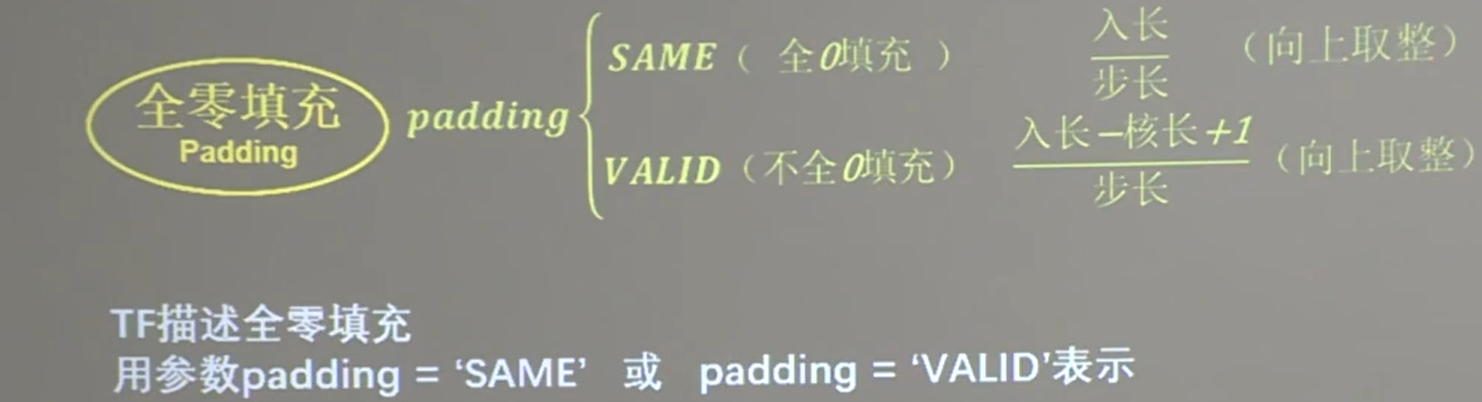 全零填充
Padding
padding
SAME（ 全0填充 ）
入长
步长
（向上取整）
VALID（不全0填充）
入长-核长+1
步长
（向上取整）
TF描述全零填充
用参数padding = ‘SAME’ 或 padding = ‘VALID’表示